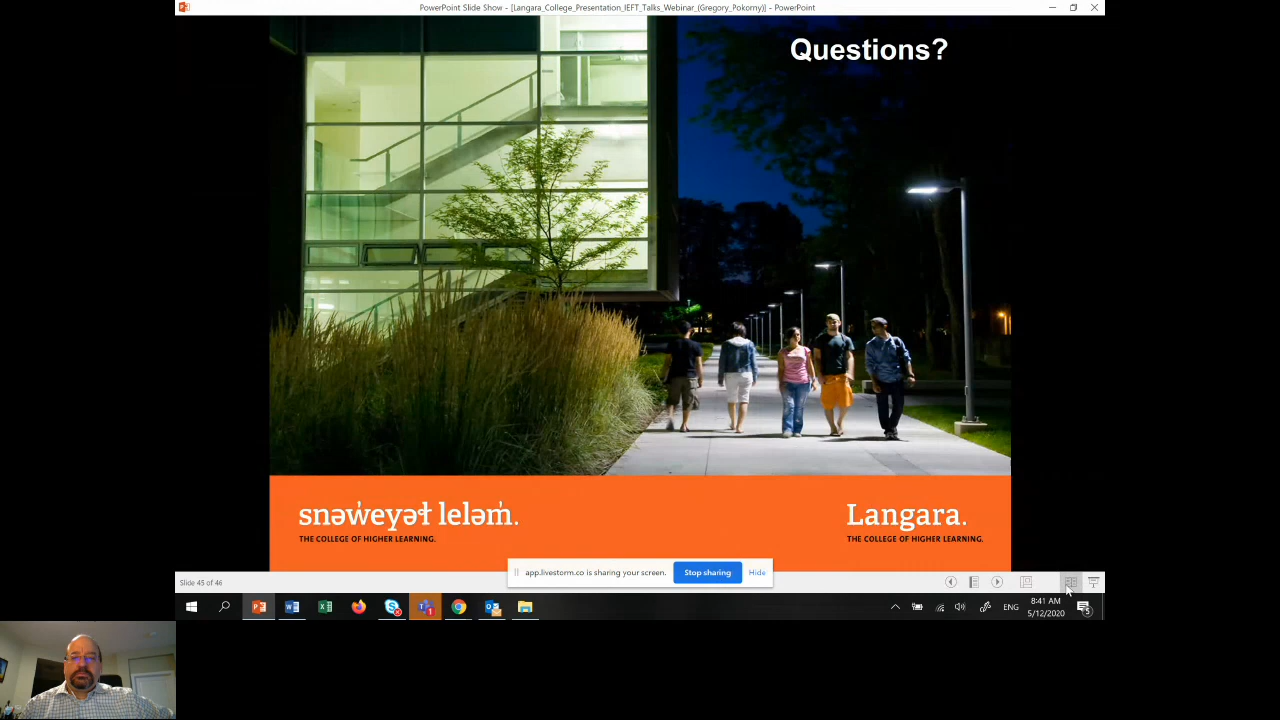 PowerPoint Slide Show - [Langara_College_Presentation_IEFT_Talks_Webinar_(Gregory_Pokorny)] - PowerPoint
Questions?
snəw̓eyəɬ leləm̓.
THE COLLEGE OF HIGHER LEARNING.
Langara.
THE COLLEGE OF HIGHER LEARNING.
app.livestorm.co is sharing your screen.
Stop sharing
Hide
Slide 45 of 46
ENG
8:41 AM
5/12/2020